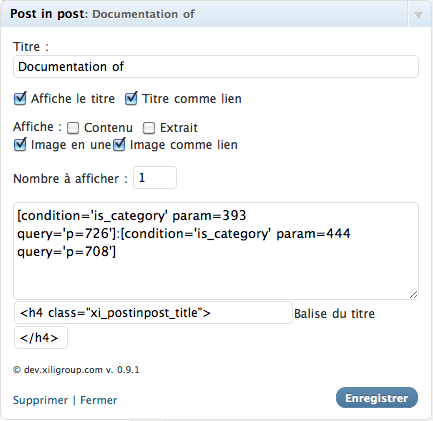 Post in post: Documentation of
Titre :
Documentation of
Affiche le titre Titre comme lien
Affiche : Contenu Extrait
Image en une Image comme lien
Nombre à afficher : 1
[condition='is_category' param=393
query='p=726']:[condition='is_category' param=444
query='p=708']
<h4 class="xi_postinpost_title"> Balise du titre
</h4>
© dev.xiligroup.com v. 0.9.1
Supprimer | Fermer Enregistrer